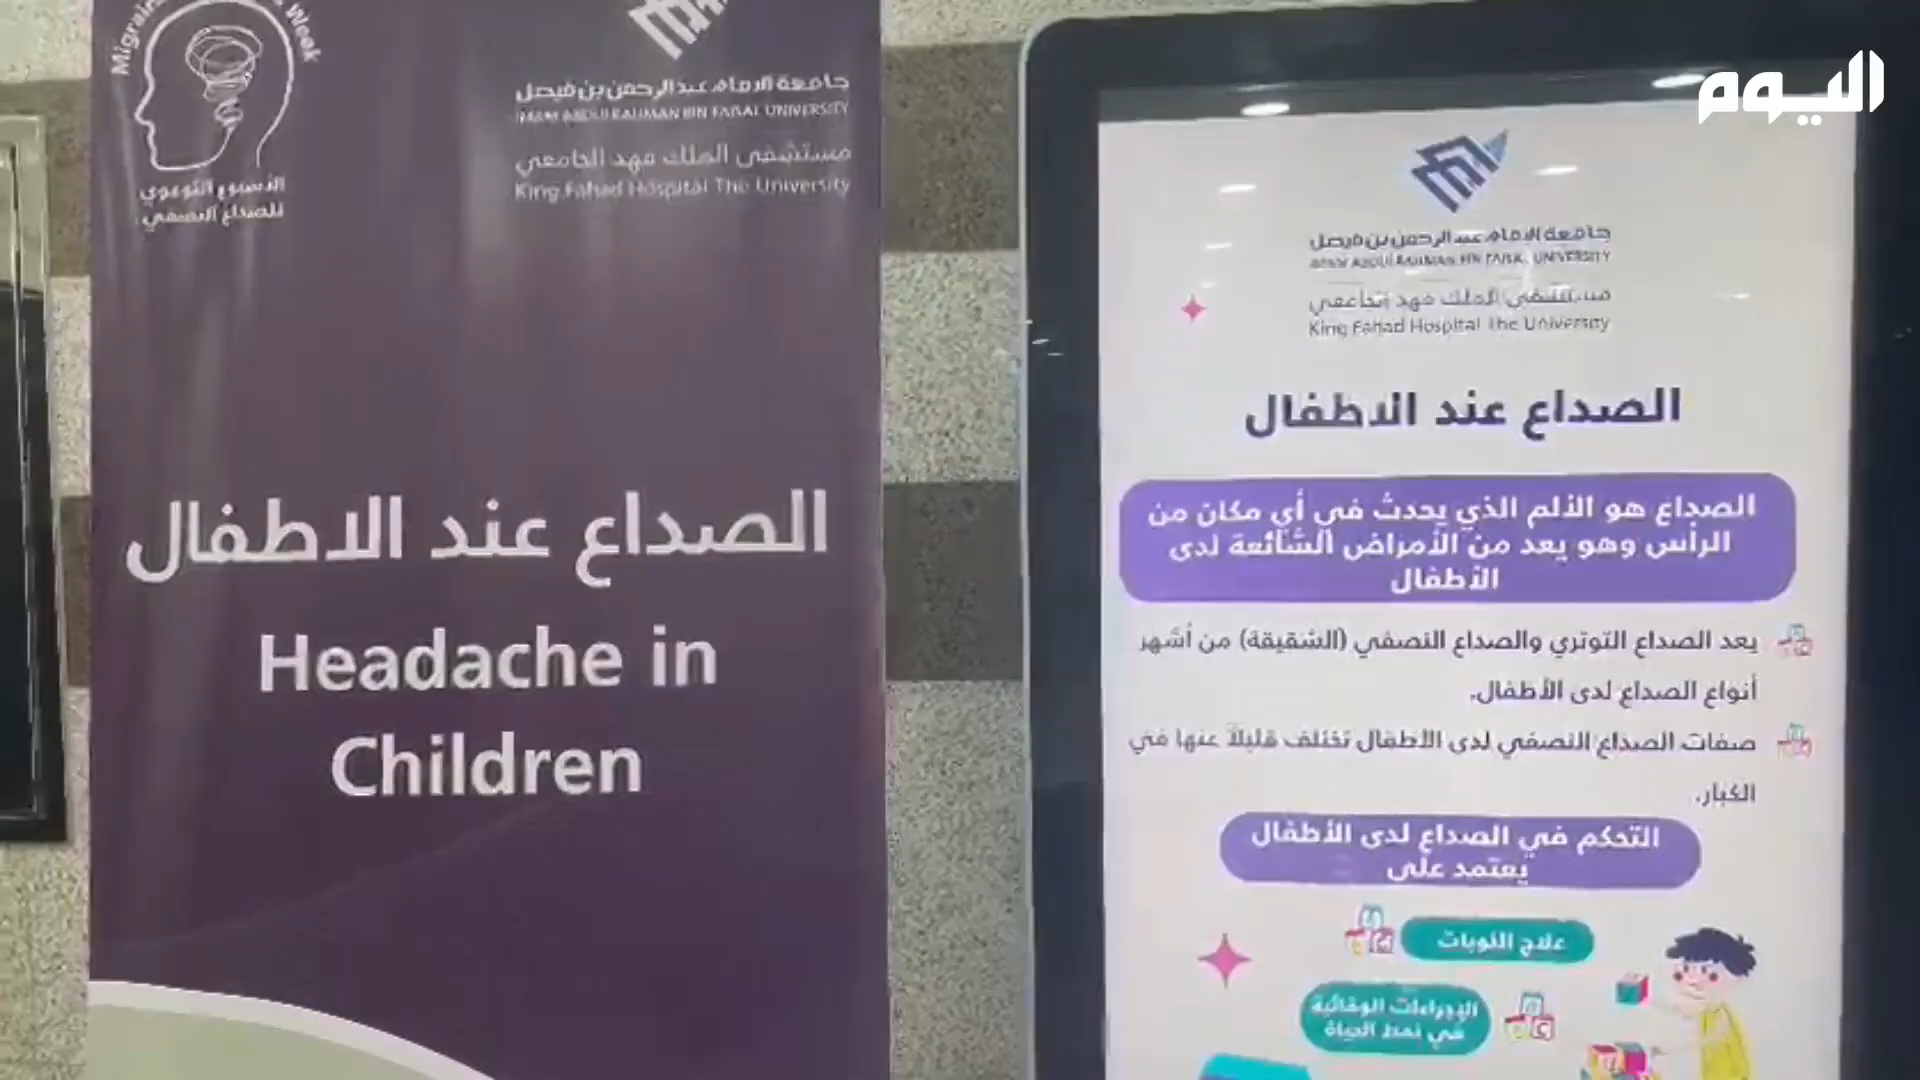 اليوم
Week
الأسبوع التوعوي
للصداع النصفي
جامعة الإمام عبدالرحمن بن فيصل
IMAM ABDULRAHMAN BIN FAISAL UNIVERSITY
مستشفى الملك فهد الجامعي
King Fahad Hospital The University
الصداع عند الاطفال
Headache in
Children
جامعة الإمام عبدالرحمن بن فيصل
IMAM ABDULRAHMAN BIN FAISAL UNIVERSITY
مستشفى الملك فهد الجامعي
King Fahad Hospital The University
الصداع عند الاطفال
الصداع هو الألم الذي يحدث في أي مكان من
الرأس وهو يعد من الأمراض الشائعة لدى
الأطفال
يعد الصداع التوتري والصداع النصفي (الشقيقة) من أشهر
أنواع الصداع لدى الأطفال.
صفات الصداع النصفي لدى الأطفال تختلف قليلاً عنها في
الكبار.
التحكم في الصداع لدى الأطفال
يعتمد على
علاج النوبات
الإجراءات الوقائية
في نمط الحياة